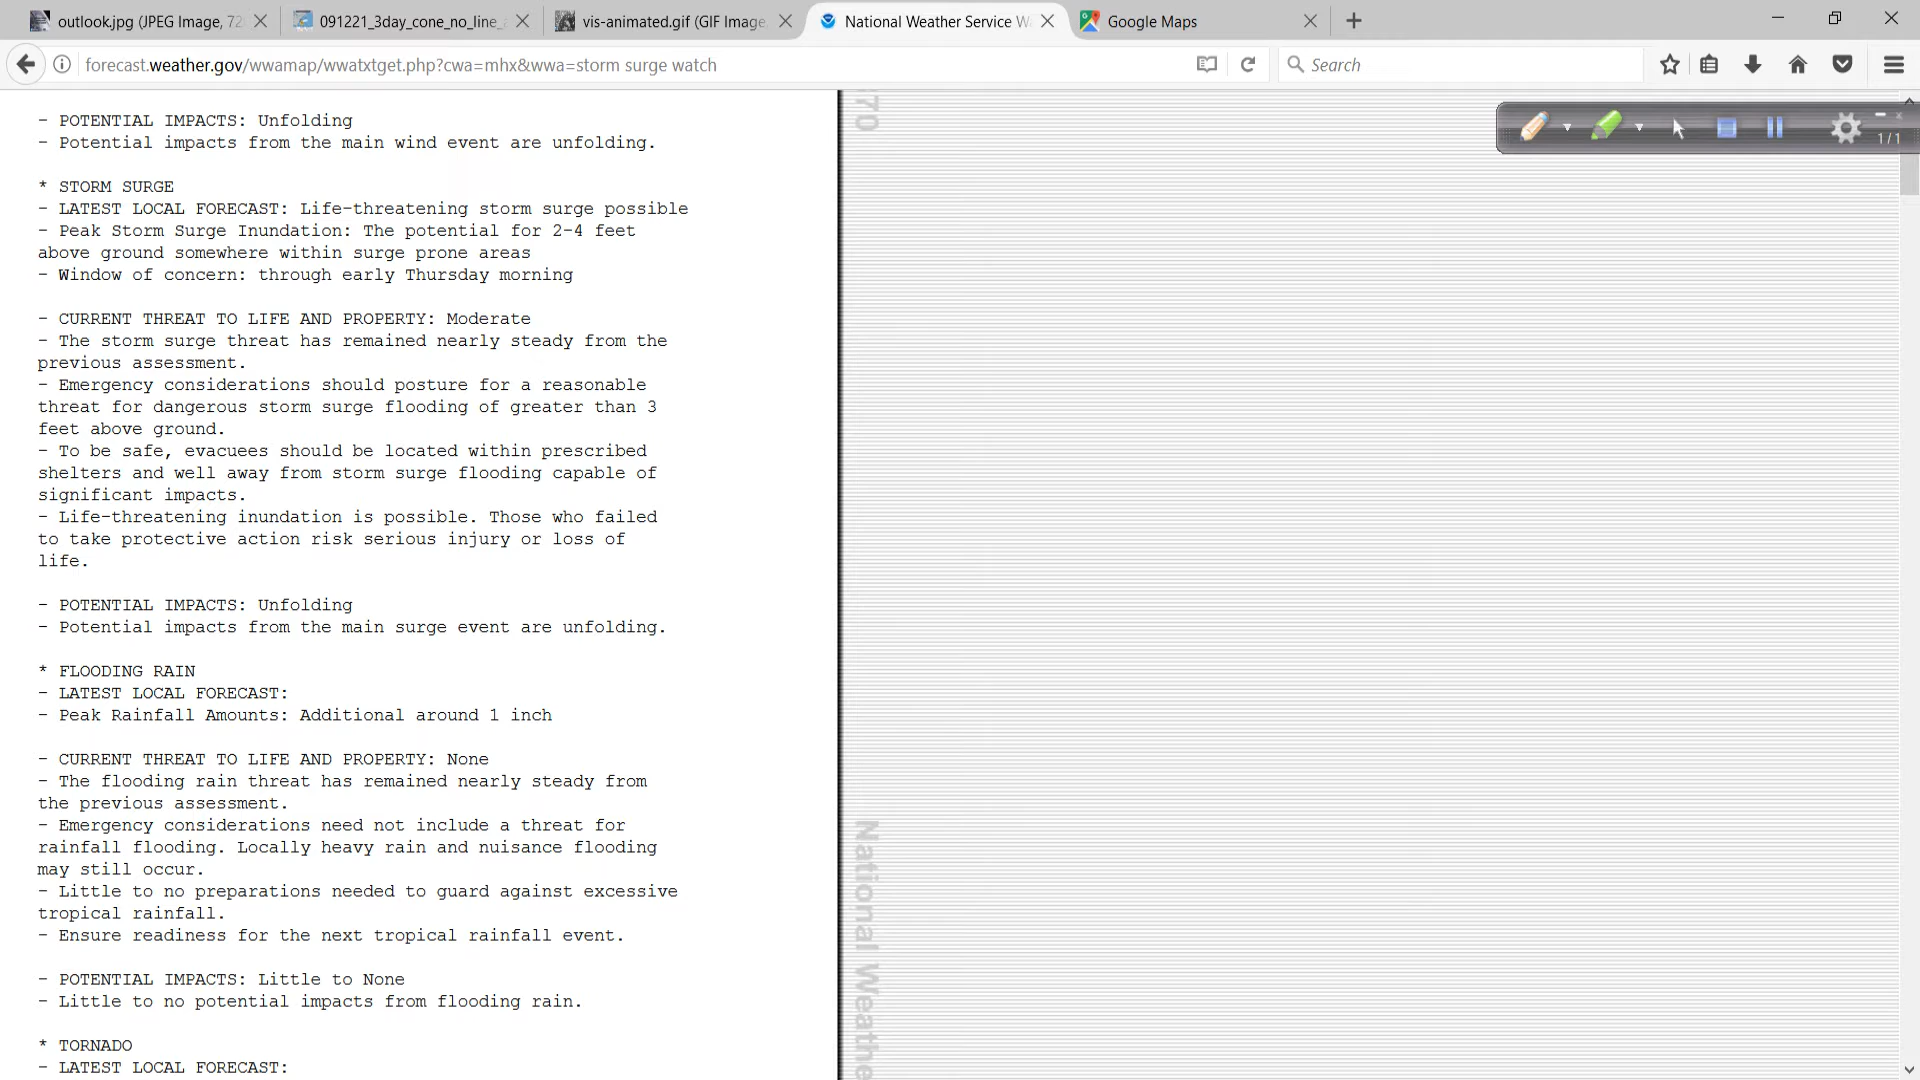 outlook.jpg (JPEG Image, 72
091221_3day_cone_no_line_
vis-animated.gif (GIF Image,
National Weather Service W
Google Maps
forecast.weather.gov/wwamap/wwatxtget.php?cwa=mhx&wwa=storm surge watch
Search
1/1
- POTENTIAL IMPACTS: Unfolding
- Potential impacts from the main wind event are unfolding.
* STORM SURGE
- LATEST LOCAL FORECAST: Life-threatening storm surge possible
- Peak Storm Surge Inundation: The potential for 2-4 feet
above ground somewhere within surge prone areas
- Window of concern: through early Thursday morning
- CURRENT THREAT TO LIFE AND PROPERTY: Moderate
- The storm surge threat has remained nearly steady from the
previous assessment.
- Emergency considerations should posture for a reasonable
threat for dangerous storm surge flooding of greater than 3
feet above ground.
- To be safe, evacuees should be located within prescribed
shelters and well away from storm surge flooding capable of
significant impacts.
- Life-threatening inundation is possible. Those who failed
to take protective action risk serious injury or loss of
life.
- POTENTIAL IMPACTS: Unfolding
- Potential impacts from the main surge event are unfolding.
* FLOODING RAIN
- LATEST LOCAL FORECAST:
- Peak Rainfall Amounts: Additional around 1 inch
- CURRENT THREAT TO LIFE AND PROPERTY: None
- The flooding rain threat has remained nearly steady from
the previous assessment.
- Emergency considerations need not include a threat for
rainfall flooding. Locally heavy rain and nuisance flooding
may still occur.
- Little to no preparations needed to guard against excessive
tropical rainfall.
- Ensure readiness for the next tropical rainfall event.
- POTENTIAL IMPACTS: Little to None
- Little to no potential impacts from flooding rain.
* TORNADO
- LATEST LOCAL FORECAST:
70
National Weathe